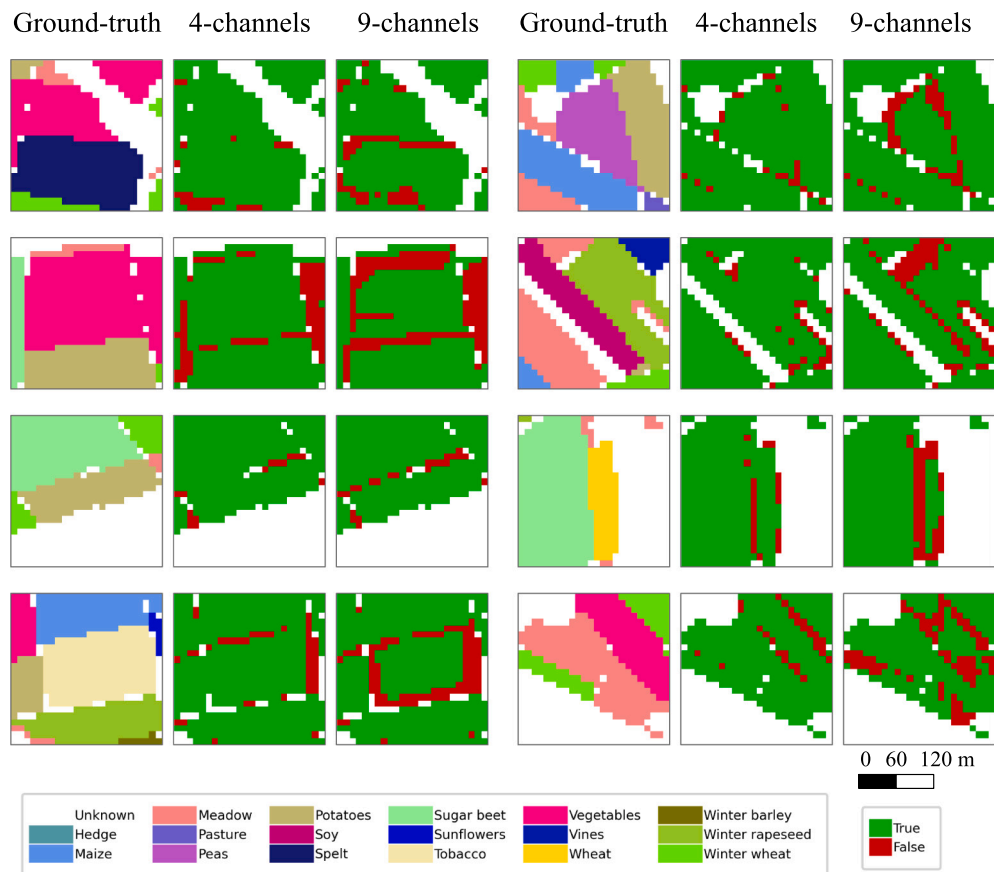 Ground-truth 4-channels 9-channels Ground-truth 4-channels 9-channels
0 60 120 m
Unknown Meadow Potatoes Sugar beet Vegetables Winter barley
Hedge Pasture Soy Sunflowers Vines Winter rapeseed
Maize Peas Spelt Tobacco Wheat Winter wheat
True
False